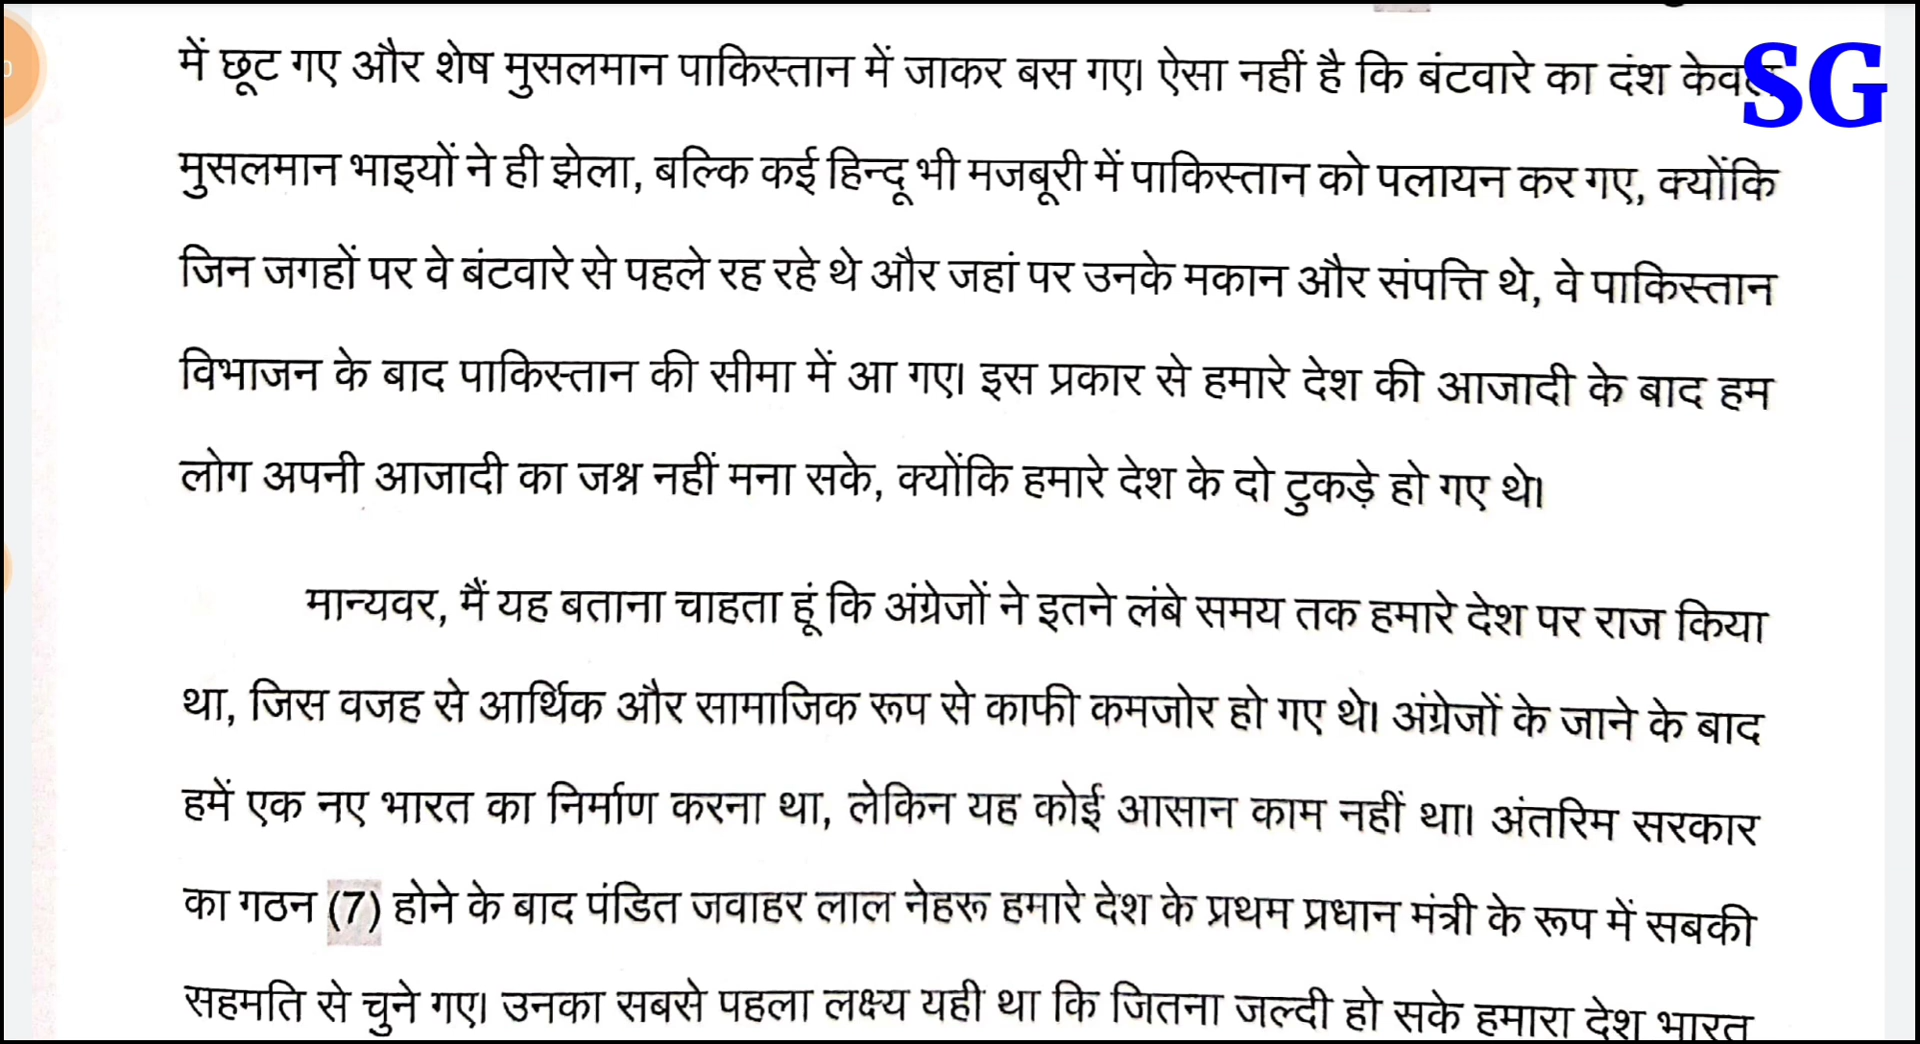 में छूट गए और शेष मुसलमान पाकिस्तान में जाकर बस गए। ऐसा नहीं है कि बंटवारे का दंश केवल
SG
मुसलमान भाइयों ने ही झेला, बल्कि कई हिन्दू भी मजबूरी में पाकिस्तान को पलायन कर गए, क्योंकि
जिन जगहों पर वे बंटवारे से पहले रह रहे थे और जहां पर उनके मकान और संपत्ति थे, वे पाकिस्तान
विभाजन के बाद पाकिस्तान की सीमा में आ गए। इस प्रकार से हमारे देश की आजादी के बाद हम
लोग अपनी आजादी का जश्न नहीं मना सके, क्योंकि हमारे देश के दो टुकड़े हो गए थे।
मान्यवर, मैं यह बताना चाहता हूं कि अंग्रेजों ने इतने लंबे समय तक हमारे देश पर राज किया
था, जिस वजह से आर्थिक और सामाजिक रूप से काफी कमजोर हो गए थे। अंग्रेजों के जाने के बाद
हमें एक नए भारत का निर्माण करना था, लेकिन यह कोई आसान काम नहीं था। अंतरिम सरकार
का गठन (7) होने के बाद पंडित जवाहर लाल नेहरू हमारे देश के प्रथम प्रधान मंत्री के रूप में सबकी
सहमति से चुने गए। उनका सबसे पहला लक्ष्य यही था कि जितना जल्दी हो सके हमारा देश भारत